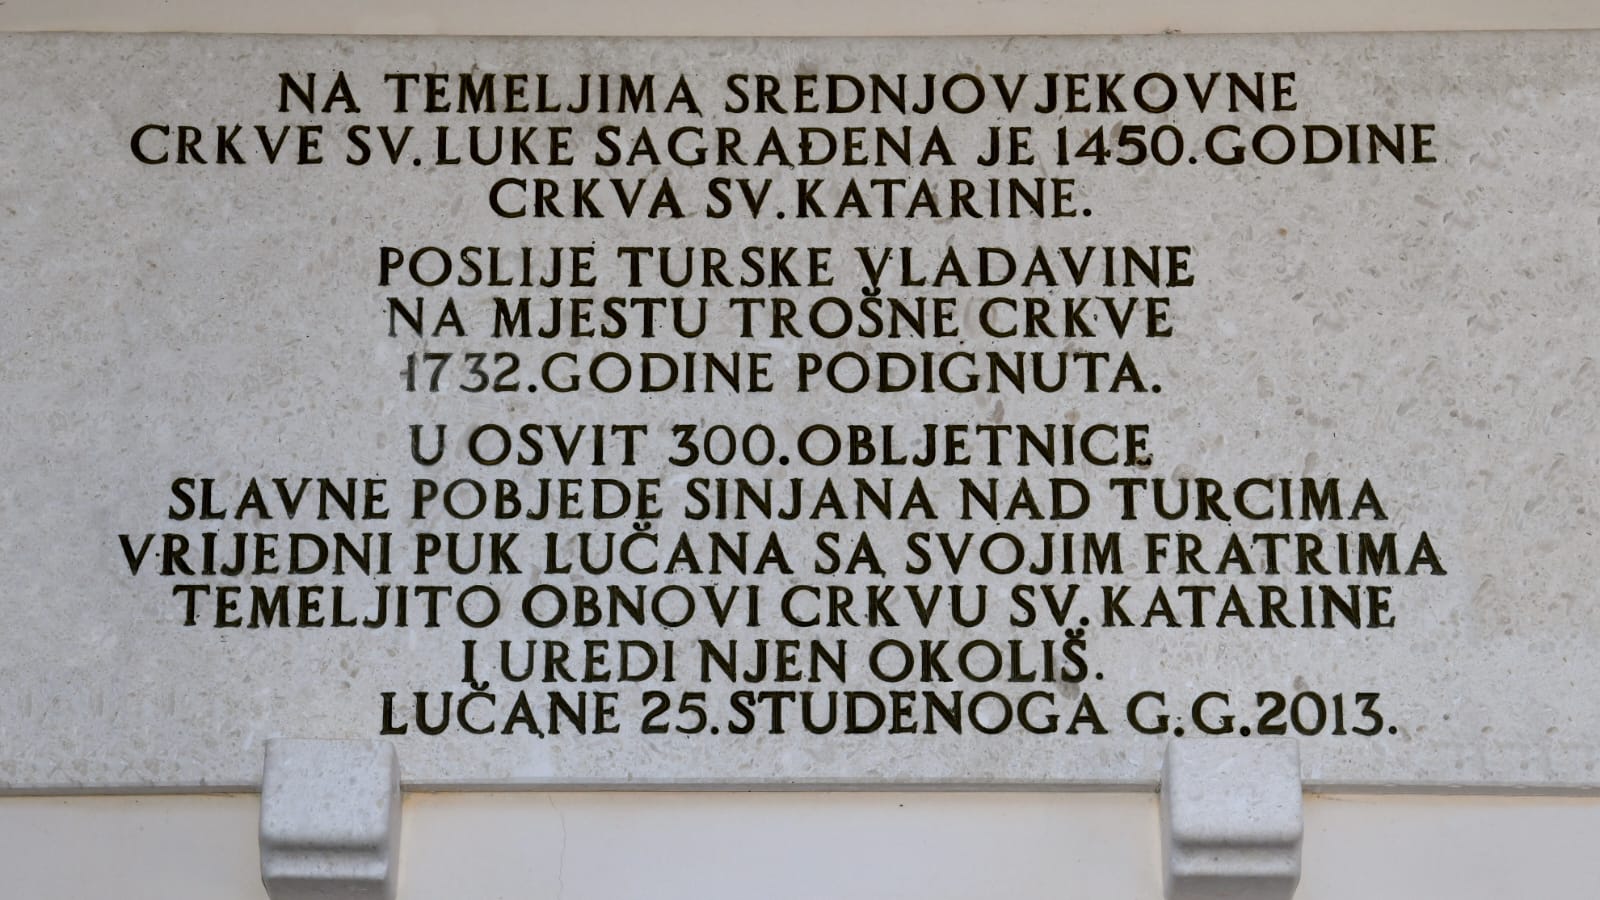 NA TEMELJIMA SREDNJOVJEKOVNE
CRKVE SV. LUKE SAGRAĐENA JE 1450. GODINE
CRKVA SV. KATARINE.
POSLIJE TURSKE VLADAVINE
NA MJESTU TROŠNE CRKVE
1732. GODINE PODIGNUTA.
U OSVIT 300. OBLJETNICE
SLAVNE POBJEDE SINJANA NAD TURCIMA
VRIJEDNI PUK LUČANA SA SVOJIM FRATRIMA
TEMELJITO OBNOVI CRKVU SV. KATARINE
I UREDI NJEN OKOLIŠ.
LUČANE 25. STUDENOGA G.G. 2013.